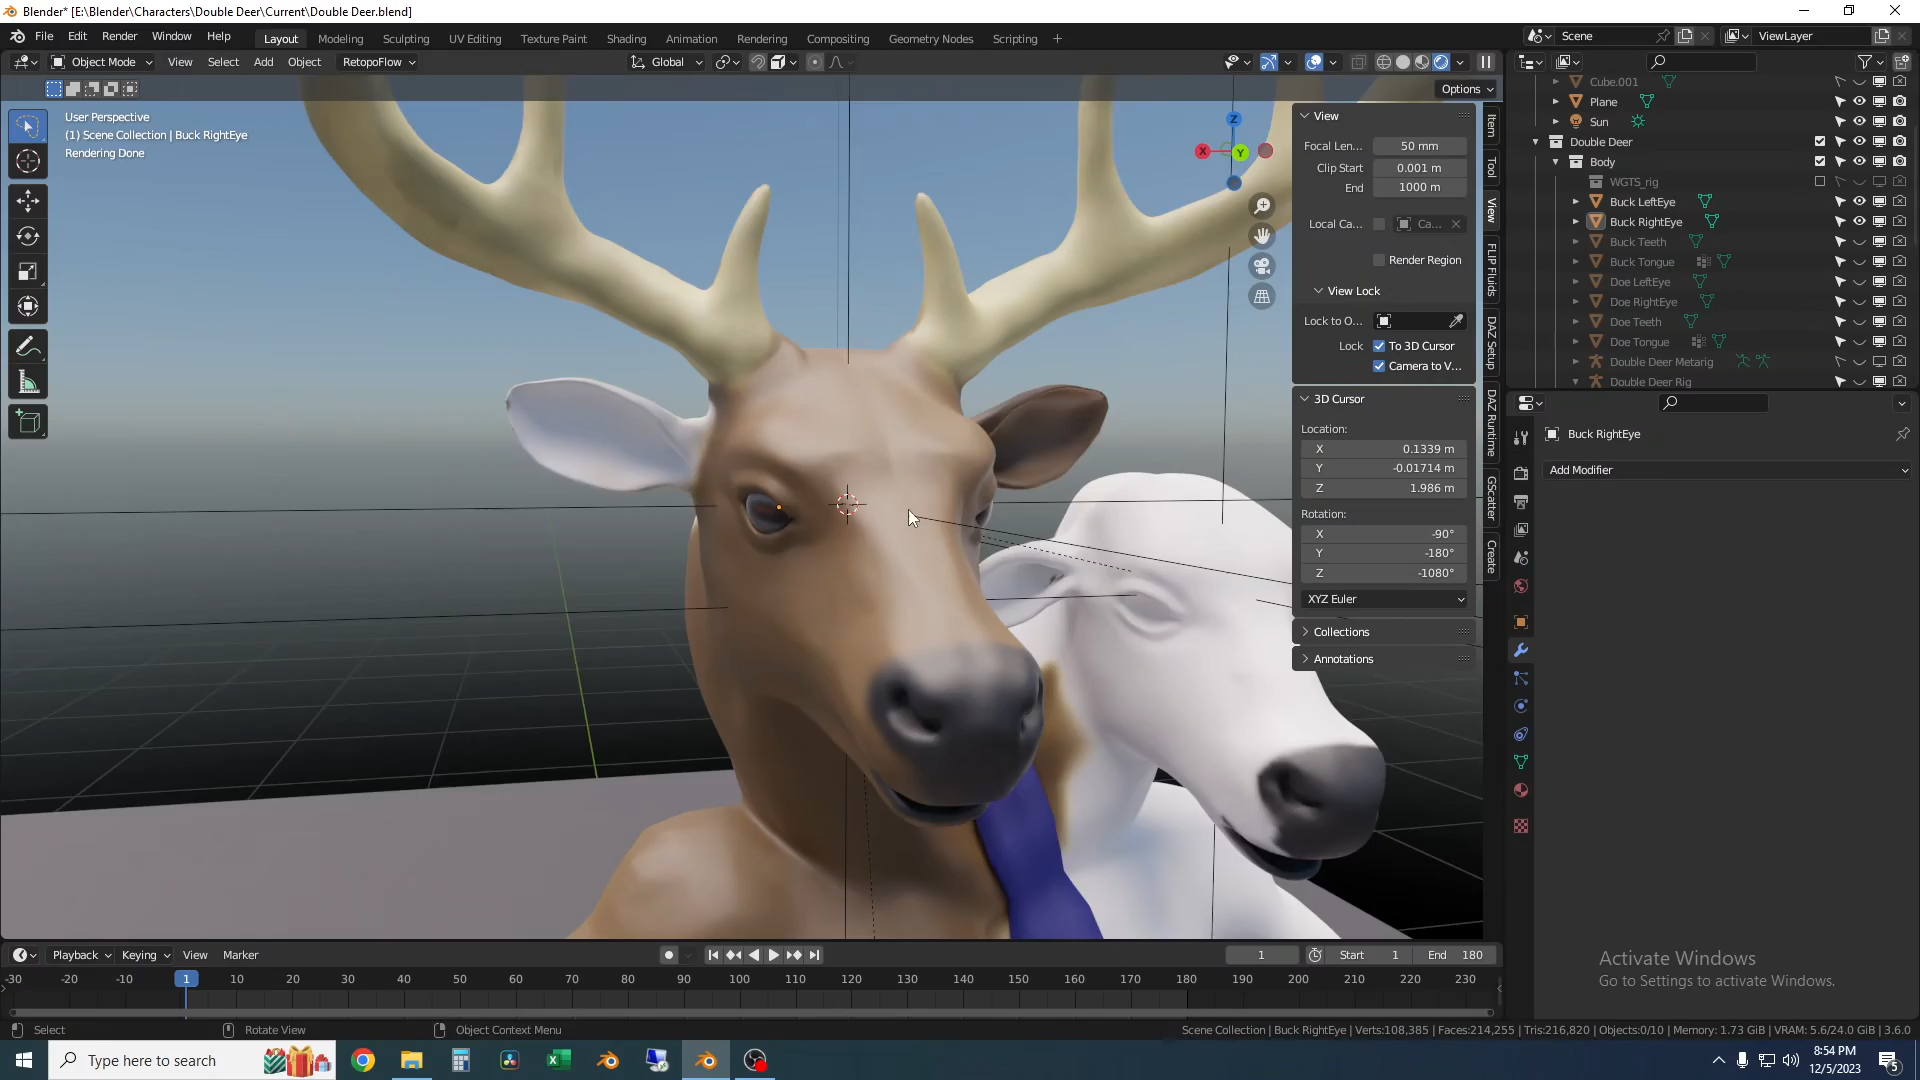 Blender* [E:\Blender\Characters\Double Deer\Current\Double Deer.blend]
File Edit Render Window Help Layout Modeling Sculpting UV Editing Texture Paint Shading Animation Rendering Compositing Geometry Nodes Scripting + Scene ViewLayer
Object Mode View Select Add Object RetopoFlow Global
Options
User Perspective
(1) Scene Collection | Buck RightEye
Rendering Done
Z
X
Y
View
Focal Len... 50 mm
Clip Start 0.001 m
End 1000 m
Local Ca... Ca...
Render Region
View Lock
Lock to O...
Lock To 3D Cursor
Camera to V...
3D Cursor
Location:
X 0.1339 m
Y -0.01714 m
Z 1.986 m
Rotation:
X -90°
Y -180°
Z -1080°
XYZ Euler
Collections
Annotations
Item
Tool
View
FLIP Fluids
DAZ Setup
DAZ Runtime
GScatter
Create
Cube.001
Plane
Sun
Double Deer
Body
WGTS_rig
Buck LeftEye
Buck RightEye
Buck Teeth
Buck Tongue
Doe LeftEye
Doe RightEye
Doe Teeth
Doe Tongue
Double Deer Metarig
Double Deer Rig
Buck RightEye
Add Modifier
Activate Windows
Go to Settings to activate Windows.
Playback Keying View Marker 1 Start 1 End 180
-30 -20 -10 1 10 20 30 40 50 60 70 80 90 100 110 120 130 140 150 160 170 180 190 200 210 220 230
Select Rotate View Object Context Menu Scene Collection | Buck RightEye | Verts:108,385 | Faces:214,255 | Tris:216,820 | Objects:0/10 | Memory: 1.73 GiB | VRAM: 5.6/24.0 GiB | 3.6.0
Type here to search
8:54 PM
12/5/2023
5